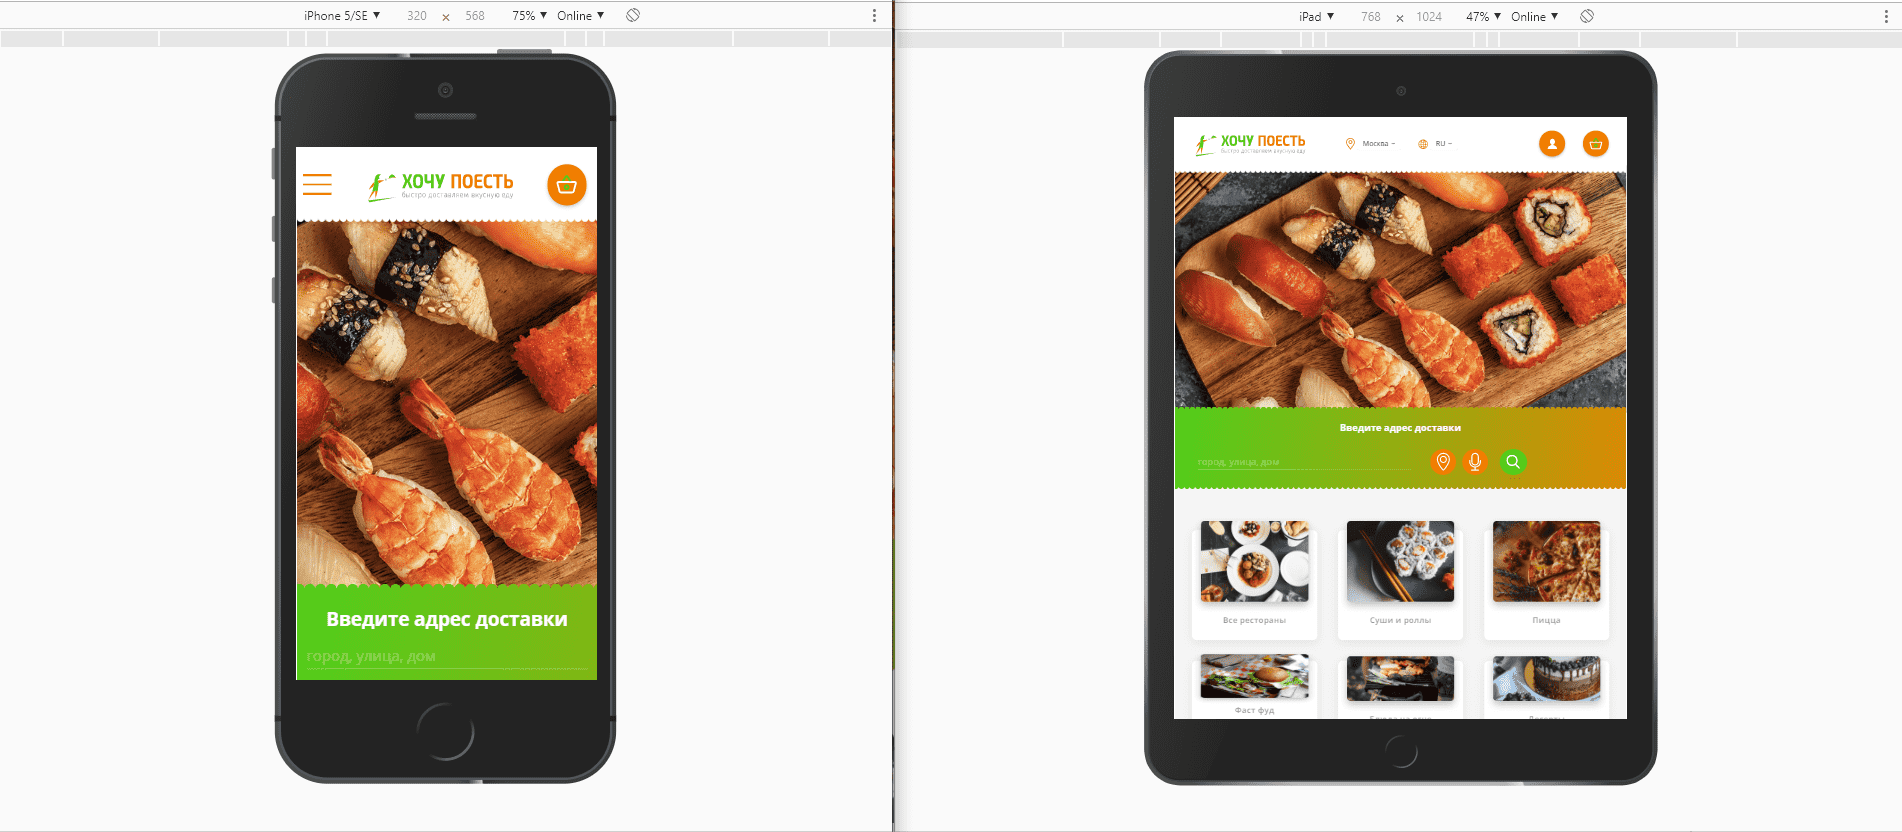 iPhone 5/SE ▼ 320 × 568 75% ▼ Online ▼
ХОЧУ ПОЕСТЬ
быстро доставляем вкусную еду
Введите адрес доставки
город, улица, дом
iPad ▼ 768 × 1024 47% ▼ Online ▼
ХОЧУ ПОЕСТЬ
быстро доставляем вкусную еду
Москва
RU
Введите адрес доставки
город, улица, дом
Все рестораны
Суши и роллы
Пицца
Фаст фуд